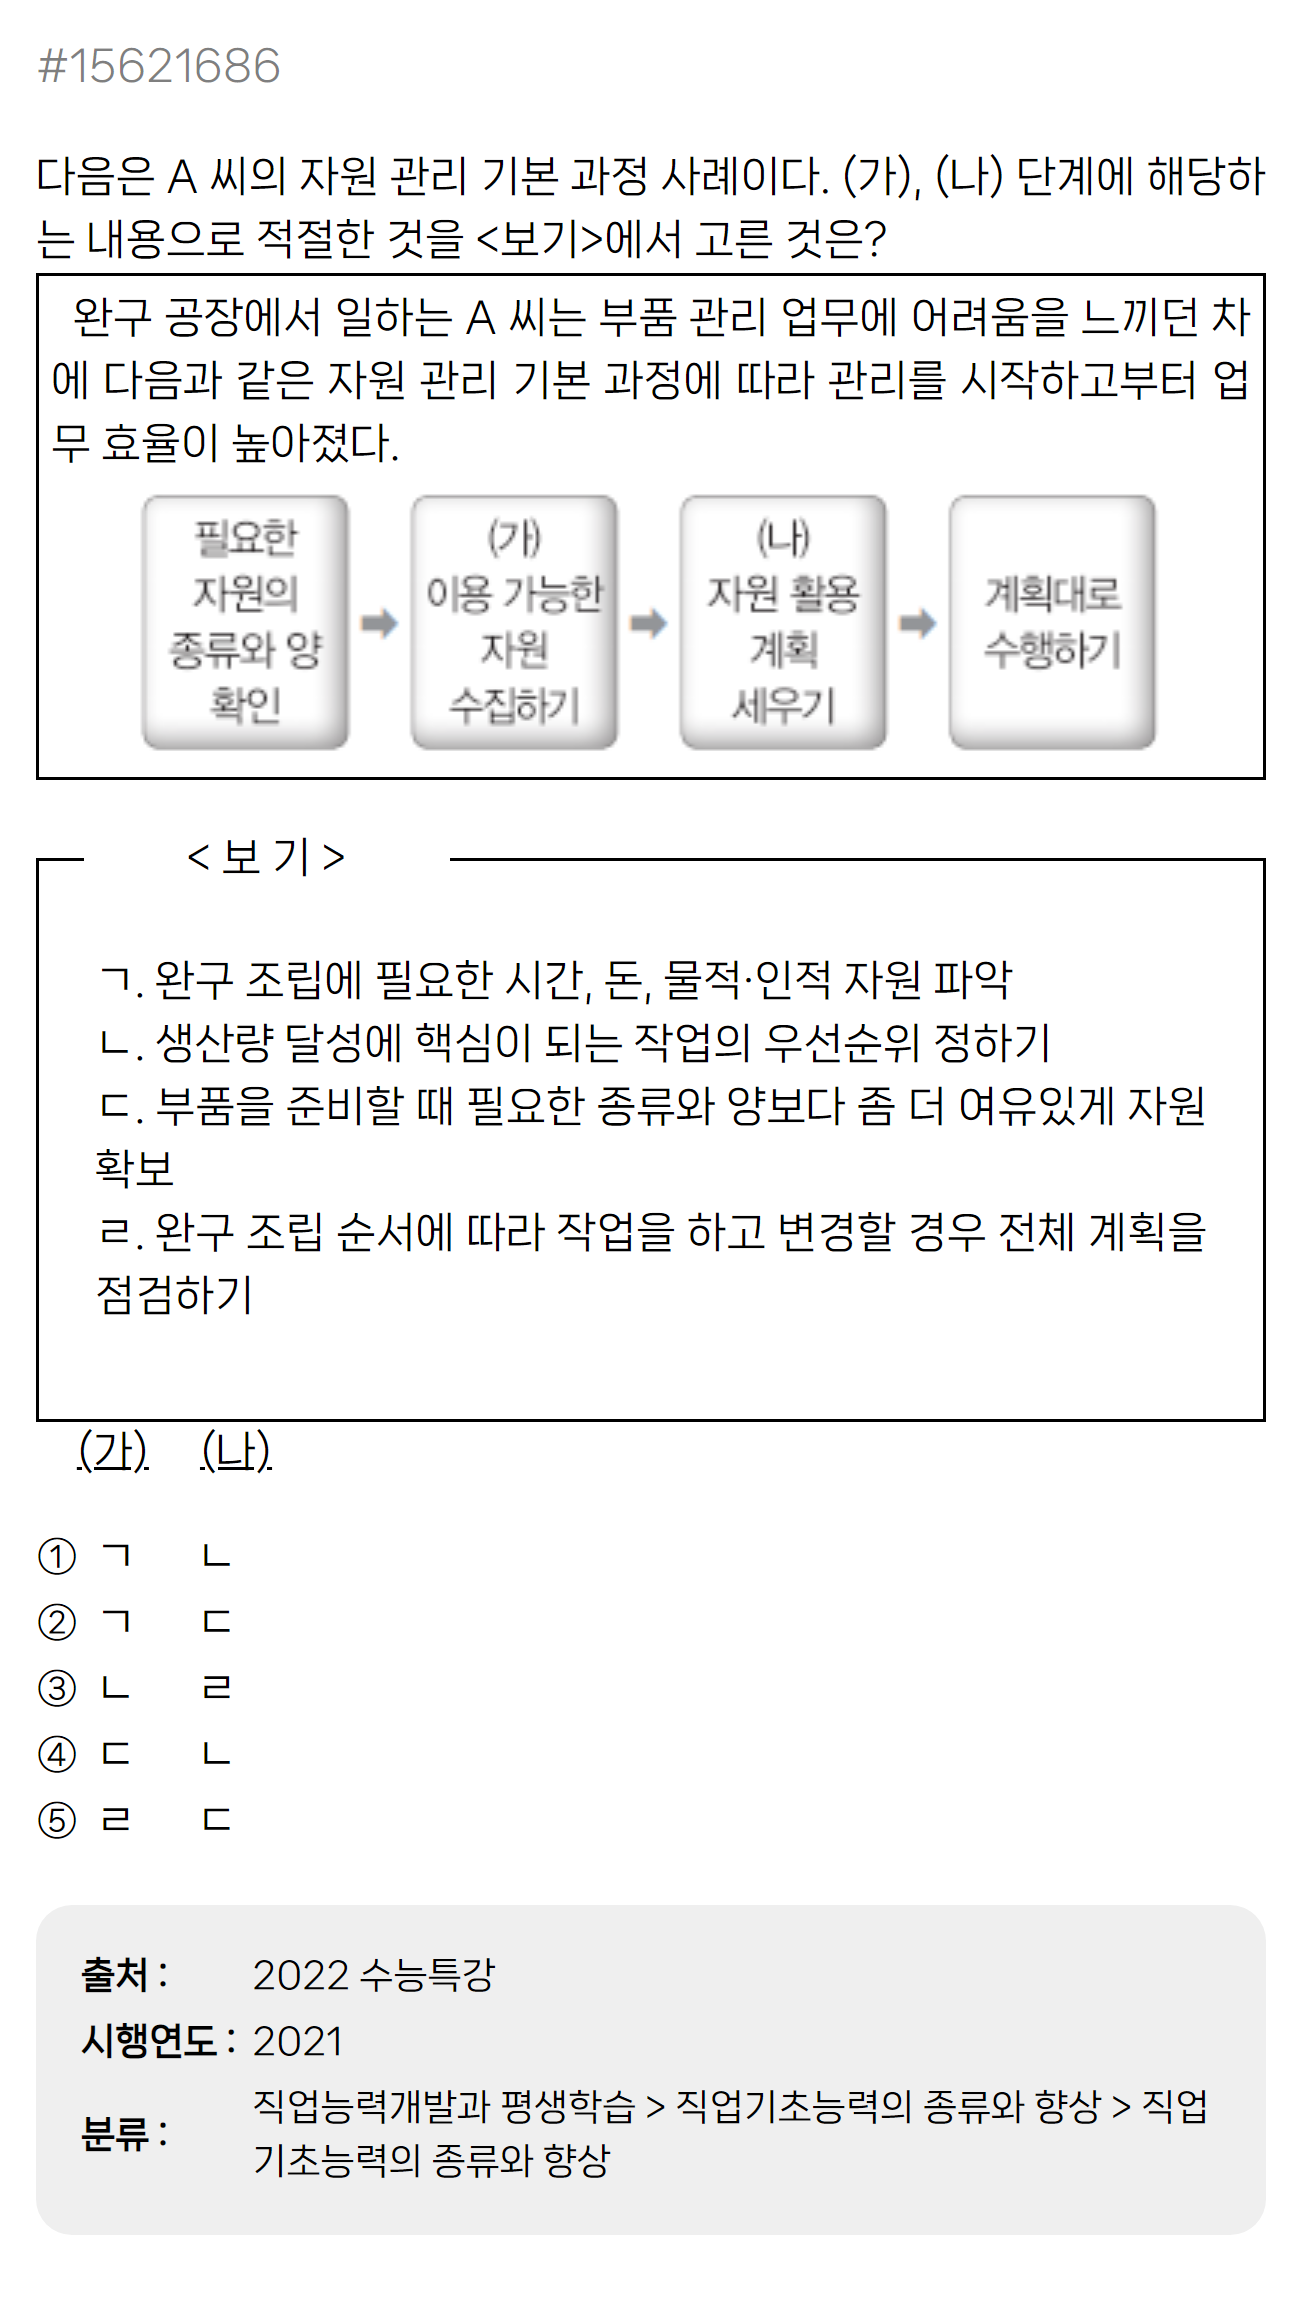 #15621686
다음은 A 씨의 자원 관리 기본 과정 사례이다. (가), (나) 단계에 해당하
는 내용으로 적절한 것을 <보기>에서 고른 것은?
완구 공장에서 일하는 A 씨는 부품 관리 업무에 어려움을 느끼던 차
에 다음과 같은 자원 관리 기본 과정에 따라 관리를 시작하고부터 업
무 효율이 높아졌다.
필요한
자원의
종류와 양
확인
(가)
이용 가능한
자원
수집하기
(나)
자원 활용
계획
세우기
계획대로
수행하기
< 보 기 >
ㄱ. 완구 조립에 필요한 시간, 돈, 물적·인적 자원 파악
ㄴ. 생산량 달성에 핵심이 되는 작업의 우선순위 정하기
ㄷ. 부품을 준비할 때 필요한 종류와 양보다 좀 더 여유있게 자원
확보
ㄹ. 완구 조립 순서에 따라 작업을 하고 변경할 경우 전체 계획을
점검하기
(가) (나)
① ㄱ ㄴ
② ㄱ ㄷ
③ ㄴ ㄹ
④ ㄷ ㄴ
⑤ ㄹ ㄷ
출처 : 2022 수능특강
시행연도 : 2021
분류 : 직업능력개발과 평생학습 > 직업기초능력의 종류와 향상 > 직업
기초능력의 종류와 향상